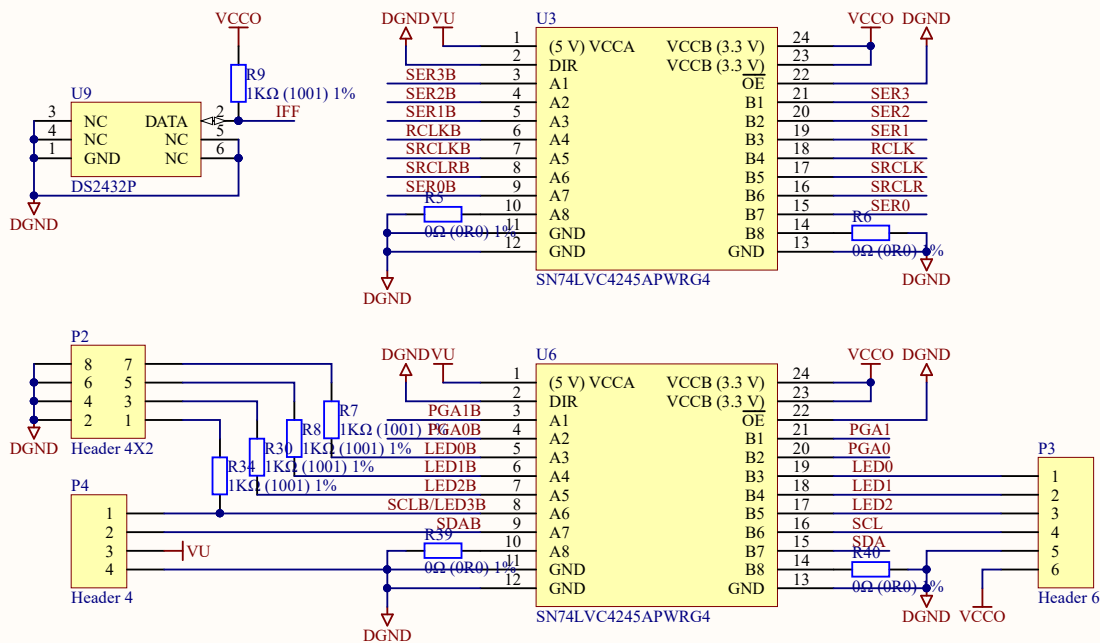 VCCO
R9
1KΩ (1001) 1%
U9
3 NC DATA 2 IFF
4 NC NC 5
1 GND NC 6
DS2432P
DGND
DGND VU U3 VCCO DGND
1 (5 V) VCCA VCCB (3.3 V) 24
2 DIR VCCB (3.3 V) 23
SER3B 3 A1 OE 22
SER2B 4 A2 B1 21 SER3
SER1B 5 A3 B2 20 SER2
RCLKB 6 A4 B3 19 SER1
SRCLKB 7 A5 B4 18 RCLK
SRCLRB 8 A6 B5 17 SRCLK
SER0B 9 A7 B6 16 SRCLR
R5 10 A8 B7 15 SER0
0Ω (0R0) 1% 11 GND B8 14 R6
12 GND GND 13 0Ω (0R0) 1%
DGND SN74LVC4245APWRG4 DGND
P2
8 7
6 5
4 3
2 1
DGND Header 4X2
R7
1KΩ (1001) 1%
R8
1KΩ (1001) 1%
R30
1KΩ (1001) 1%
R34
1KΩ (1001) 1%
P4
1
2
3 VU
4
Header 4
DGND VU U6 VCCO DGND
1 (5 V) VCCA VCCB (3.3 V) 24
2 DIR VCCB (3.3 V) 23
PGA1B 3 A1 OE 22
PGA0B 4 A2 B1 21 PGA1
LED0B 5 A3 B2 20 PGA0
LED1B 6 A4 B3 19 LED0
LED2B 7 A5 B4 18 LED1
SCLB/LED3B 8 A6 B5 17 LED2
SDAB 9 A7 B6 16 SCL
R39 10 A8 B7 15 SDA
0Ω (0R0) 1% 11 GND B8 14 R40
12 GND GND 13 0Ω (0R0) 1%
DGND SN74LVC4245APWRG4 DGND
P3
1
2
3
4
5
6
VCCO Header 6